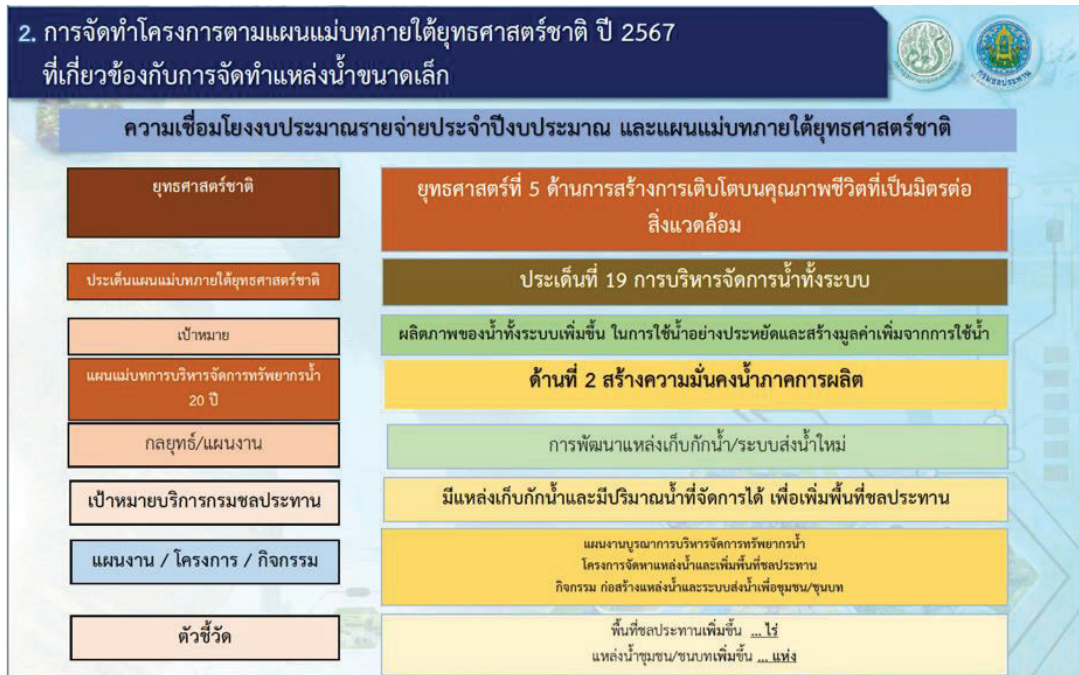 2. การจัดทำโครงการตามแผนแม่บทภายใต้ยุทธศาสตร์ชาติ ปี 2567
ที่เกี่ยวข้องกับการจัดทำแหล่งน้ำขนาดเล็ก
กรมชลประทาน
ความเชื่อมโยงงบประมาณรายจ่ายประจำปีงบประมาณ และแผนแม่บทภายใต้ยุทธศาสตร์ชาติ
ยุทธศาสตร์ชาติ
ยุทธศาสตร์ที่ 5 ด้านการสร้างการเติบโตบนคุณภาพชีวิตที่เป็นมิตรต่อ
สิ่งแวดล้อม
ประเด็นแผนแม่บทภายใต้ยุทธศาสตร์ชาติ
ประเด็นที่ 19 การบริหารจัดการน้ำทั้งระบบ
เป้าหมาย
ผลิตภาพของน้ำทั้งระบบเพิ่มขึ้น ในการใช้น้ำอย่างประหยัดและสร้างมูลค่าเพิ่มจากการใช้น้ำ
แผนแม่บทการบริหารจัดการทรัพยากรน้ำ
20 ปี
ด้านที่ 2 สร้างความมั่นคงน้ำภาคการผลิต
กลยุทธ์/แผนงาน
การพัฒนาแหล่งเก็บกักน้ำ/ระบบส่งน้ำใหม่
เป้าหมายบริการกรมชลประทาน
มีแหล่งเก็บกักน้ำและมีปริมาณน้ำที่จัดการได้ เพื่อเพิ่มพื้นที่ชลประทาน
แผนงาน / โครงการ / กิจกรรม
แผนงานบูรณาการบริหารจัดการทรัพยากรน้ำ
โครงการจัดหาแหล่งน้ำและเพิ่มพื้นที่ชลประทาน
กิจกรรม ก่อสร้างแหล่งน้ำและระบบส่งน้ำเพื่อชุมชน/ชนบท
ตัวชี้วัด
พื้นที่ชลประทานเพิ่มขึ้น ... ไร่
แหล่งน้ำชุมชน/ชนบทเพิ่มขึ้น ... แห่ง